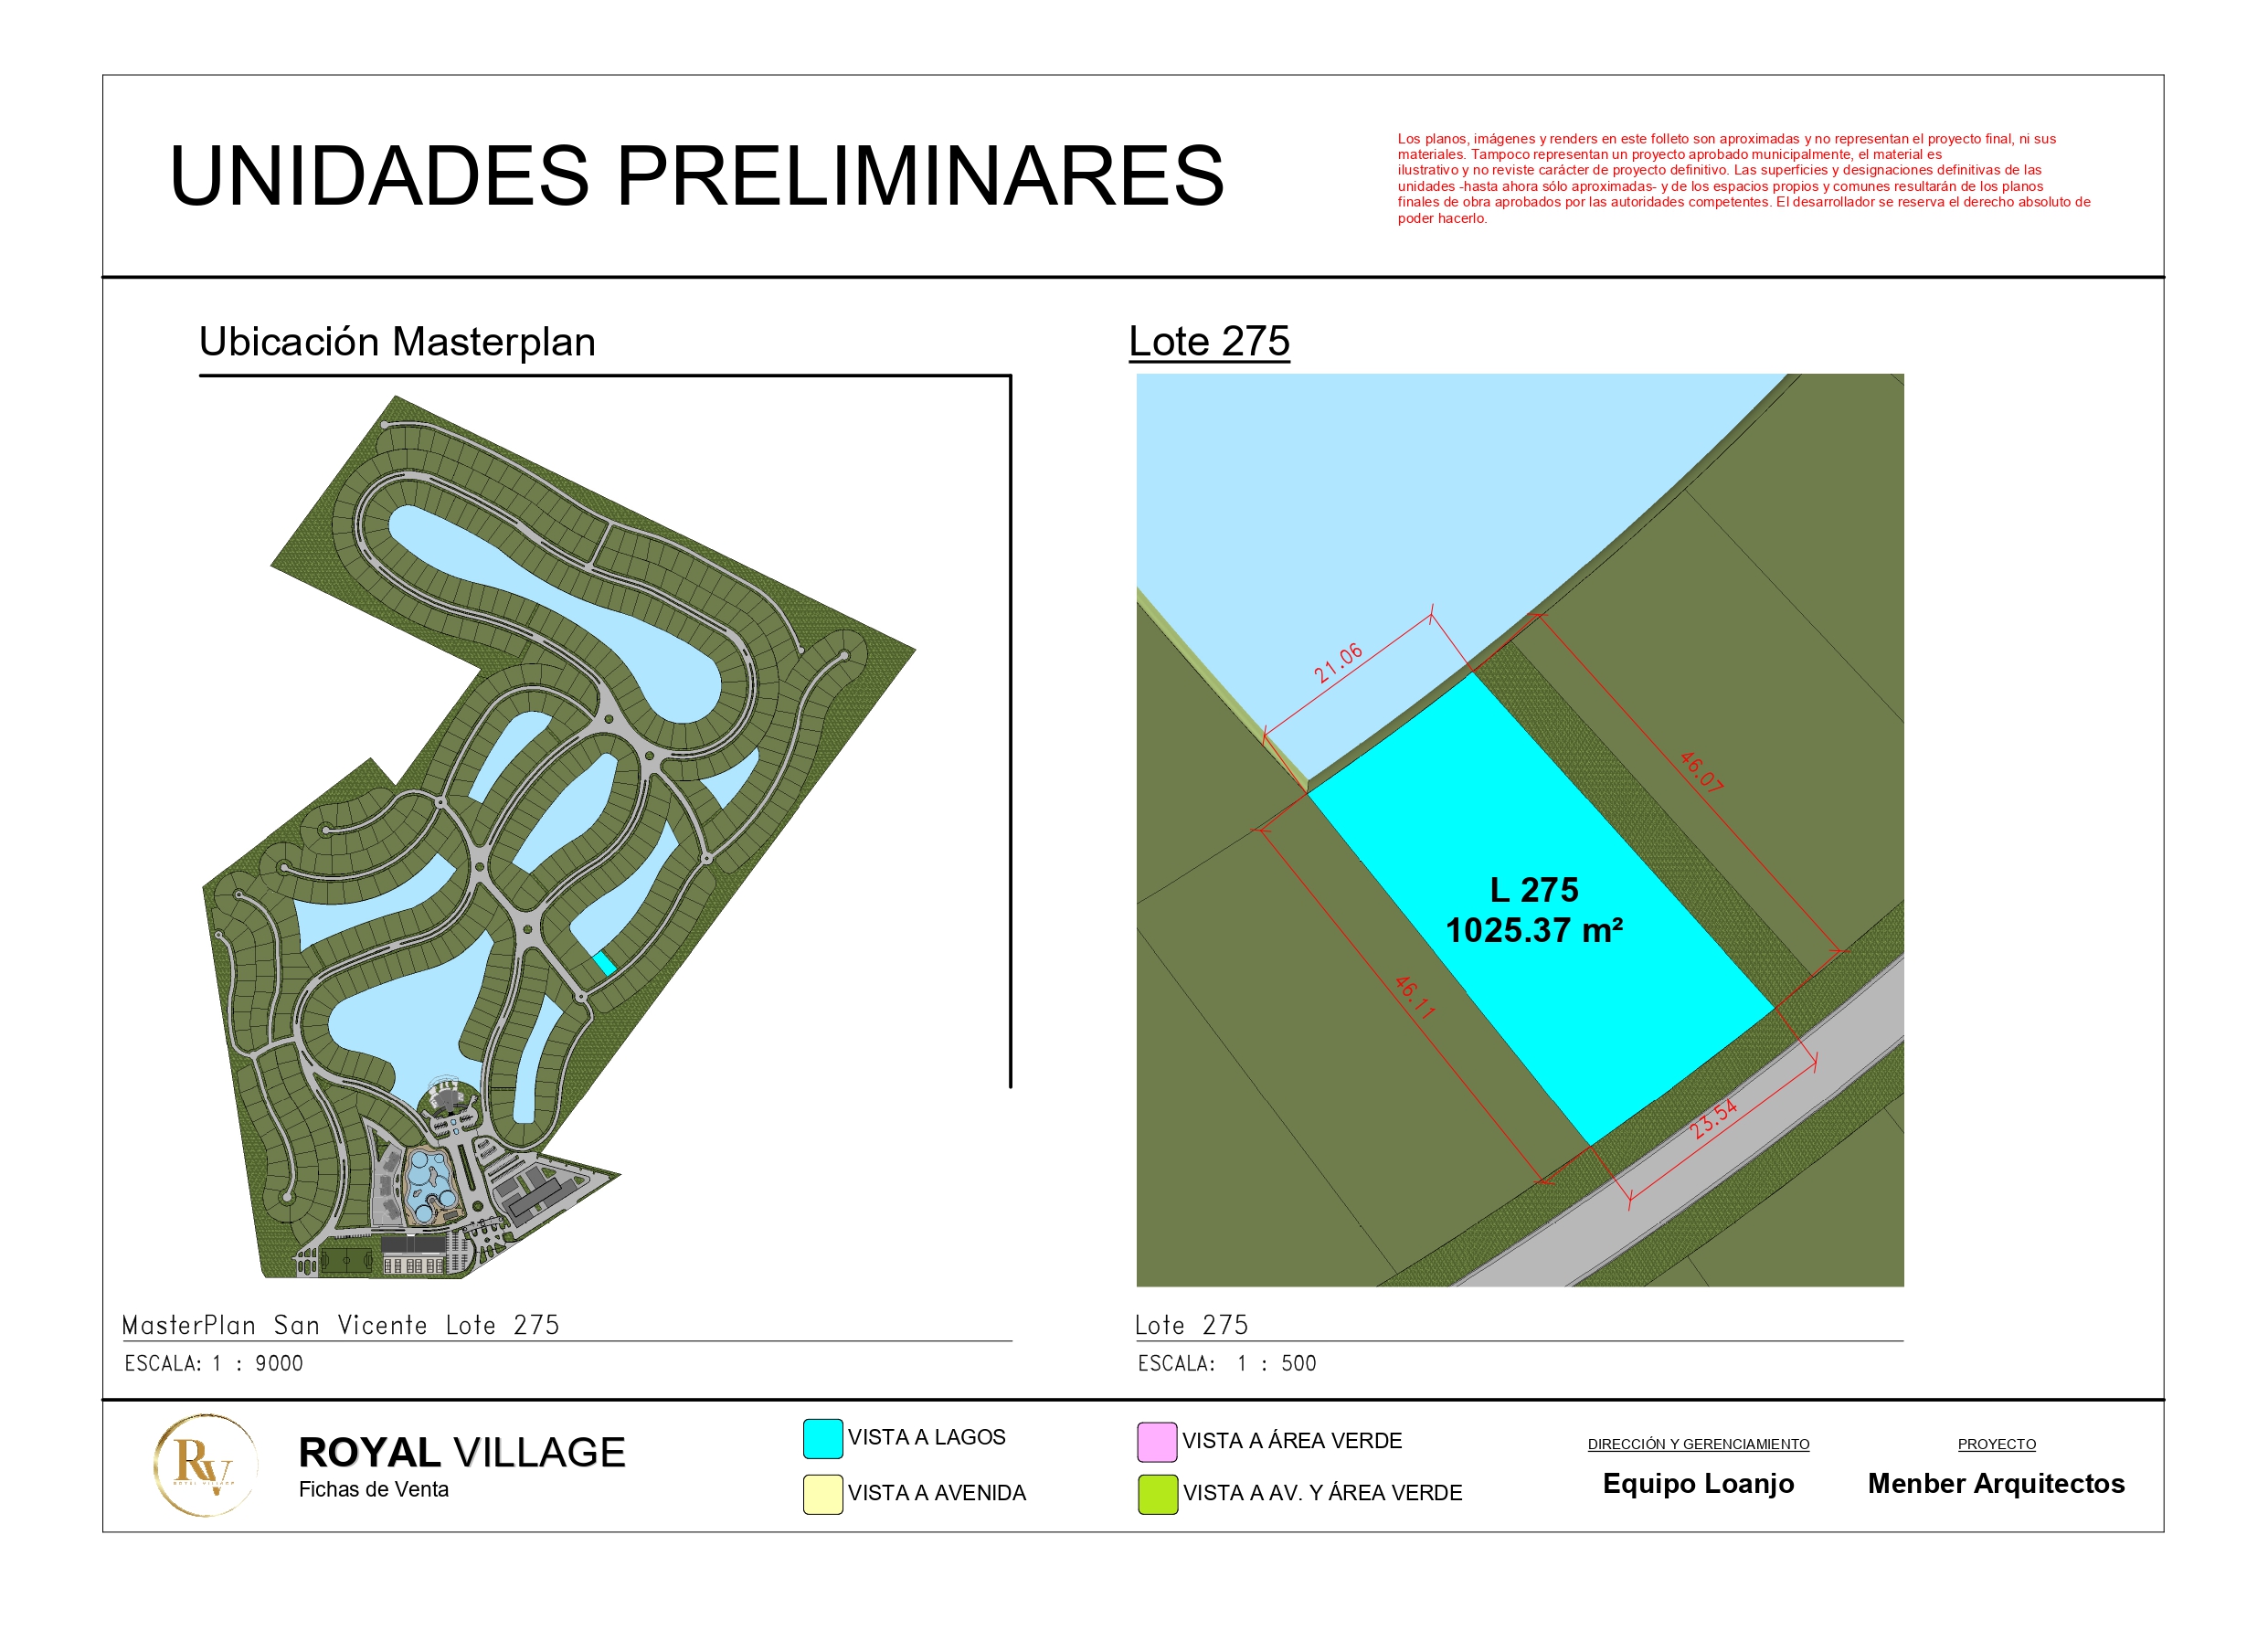 UNIDADES PRELIMINARES
Los planos, imágenes y renders en este folleto son aproximadas y no representan el proyecto final, ni sus
materiales. Tampoco representan un proyecto aprobado municipalmente, el material es
ilustrativo y no reviste carácter de proyecto definitivo. Las superficies y designaciones definitivas de las
unidades -hasta ahora sólo aproximadas- y de los espacios propios y comunes resultarán de los planos
finales de obra aprobados por las autoridades competentes. El desarrollador se reserva el derecho absoluto de
poder hacerlo.
Ubicación Masterplan
Lote 275
21.06
46.07
L 275
1025.37 m²
46.11
23.54
MasterPlan San Vicente Lote 275
ESCALA: 1 : 9000
Lote 275
ESCALA: 1 : 500
RV
ROYAL VILLAGE
ROYAL VILLAGE
Fichas de Venta
VISTA A LAGOS
VISTA A AVENIDA
VISTA A ÁREA VERDE
VISTA A AV. Y ÁREA VERDE
DIRECCIÓN Y GERENCIAMIENTO
Equipo Loanjo
PROYECTO
Menber Arquitectos